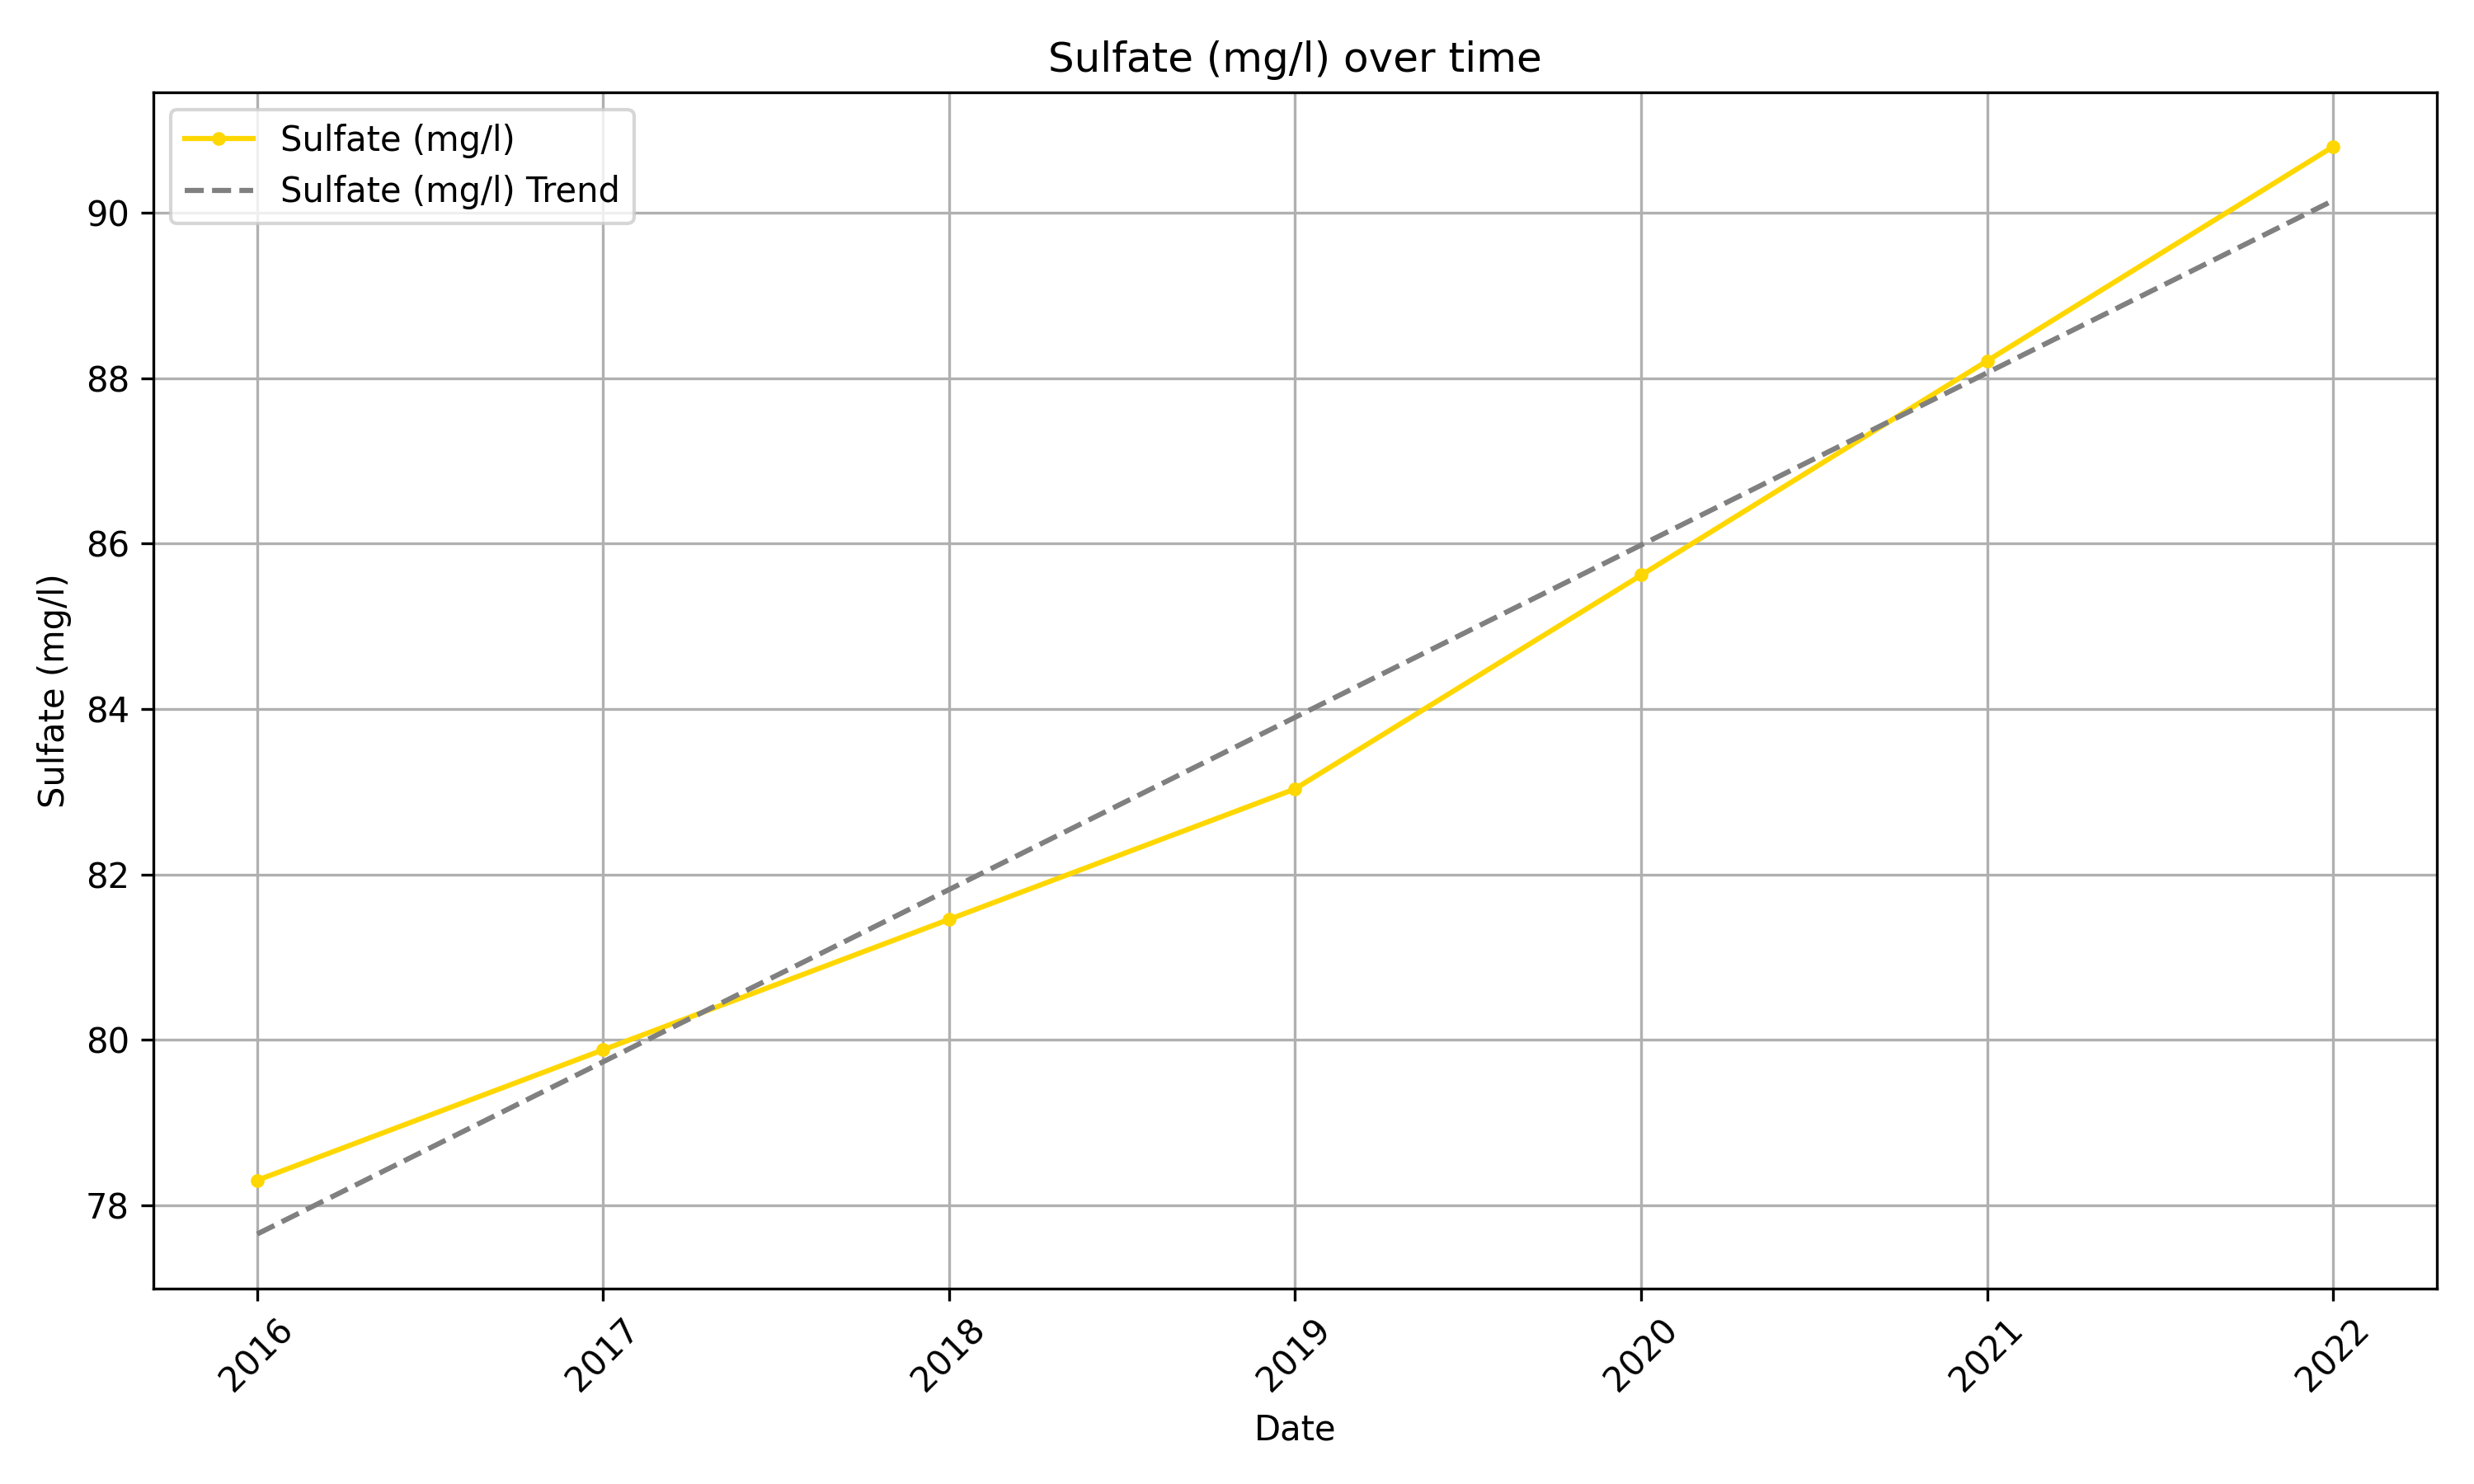 Sulfate (mg/l) over time
Sulfate (mg/l)
Sulfate (mg/l) Trend
90
88
86
84
82
80
78
Sulfate (mg/l)
2016 2017 2018 2019 2020 2021 2022
Date